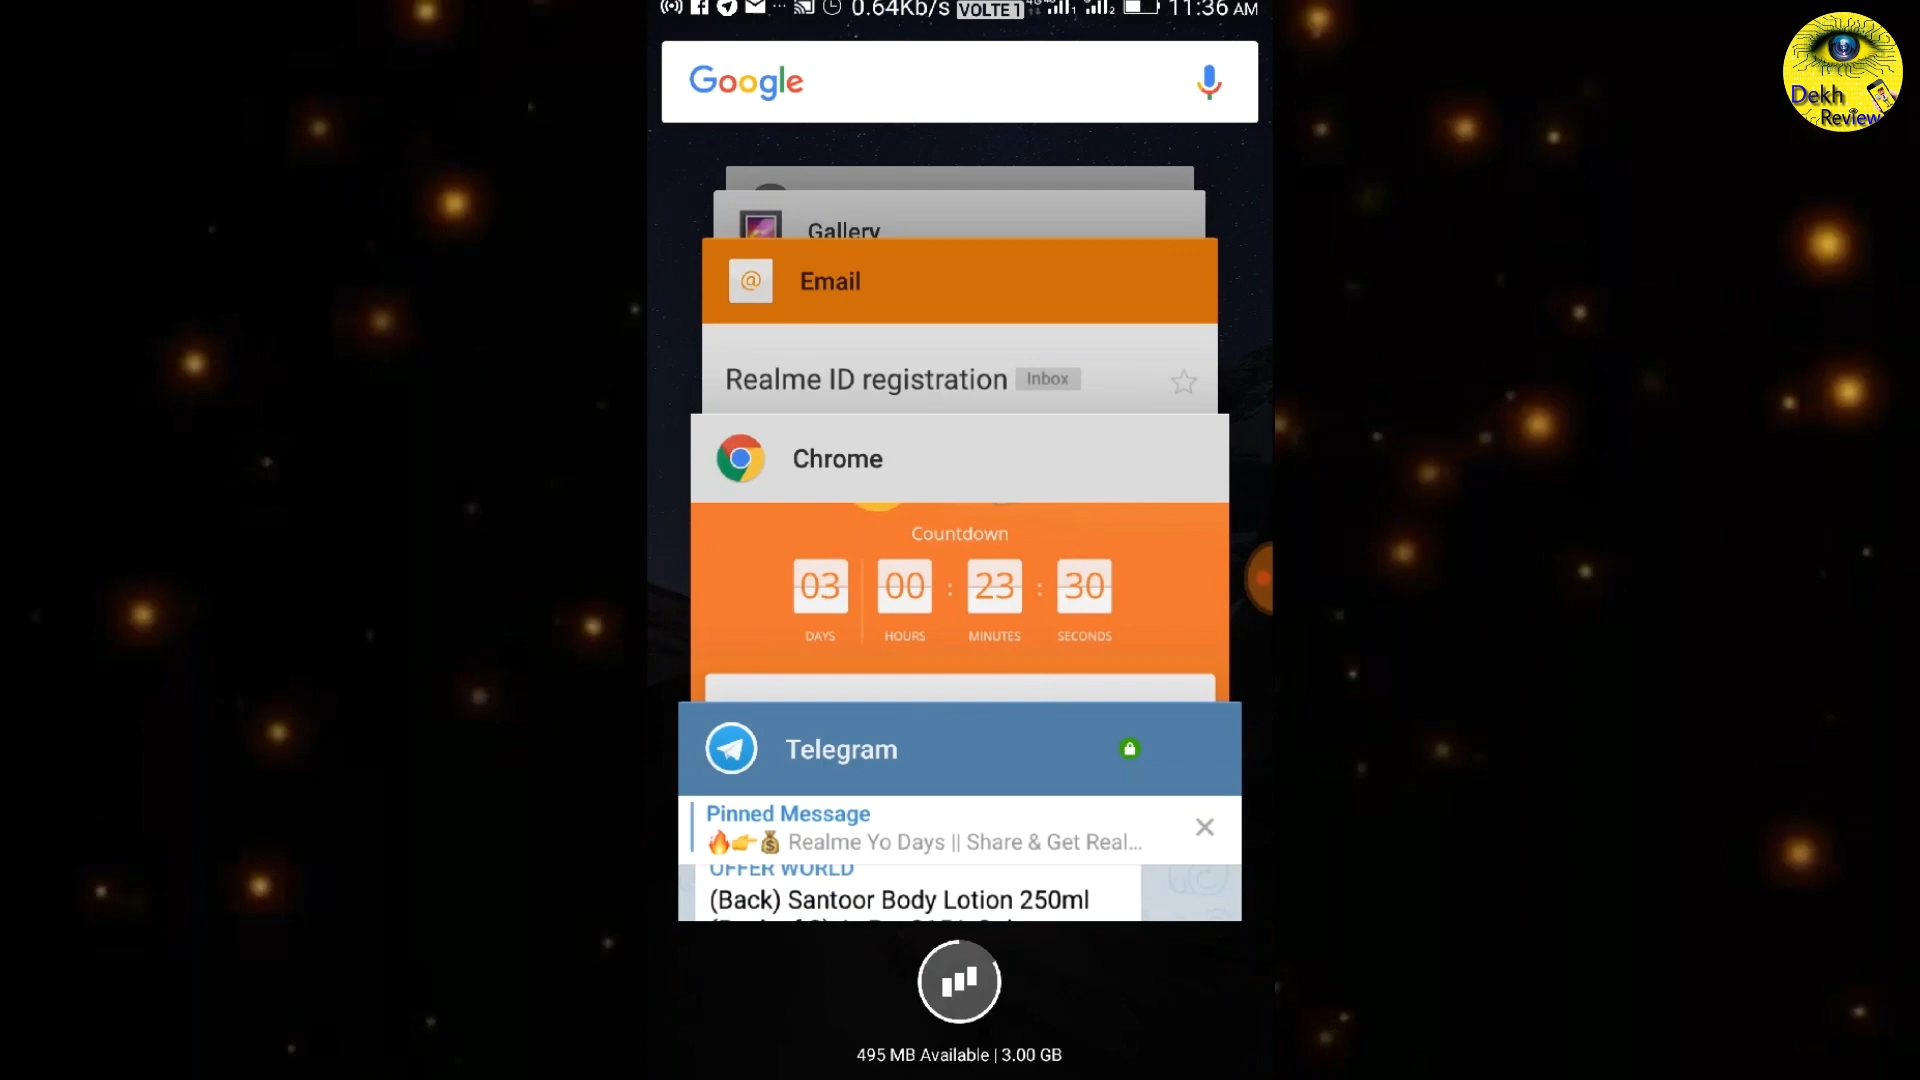 0.64Kb/s VOLTE 1 11:36 AM
Google
Dekh
Review
Gallery
@ Email
Realme ID registration Inbox
Chrome
Countdown
03 00 : 23 : 30
DAYS HOURS MINUTES SECONDS
Telegram
Pinned Message
🔥👉💰 Realme Yo Days || Share & Get Real...
OFFER WORLD
(Back) Santoor Body Lotion 250ml
495 MB Available | 3.00 GB